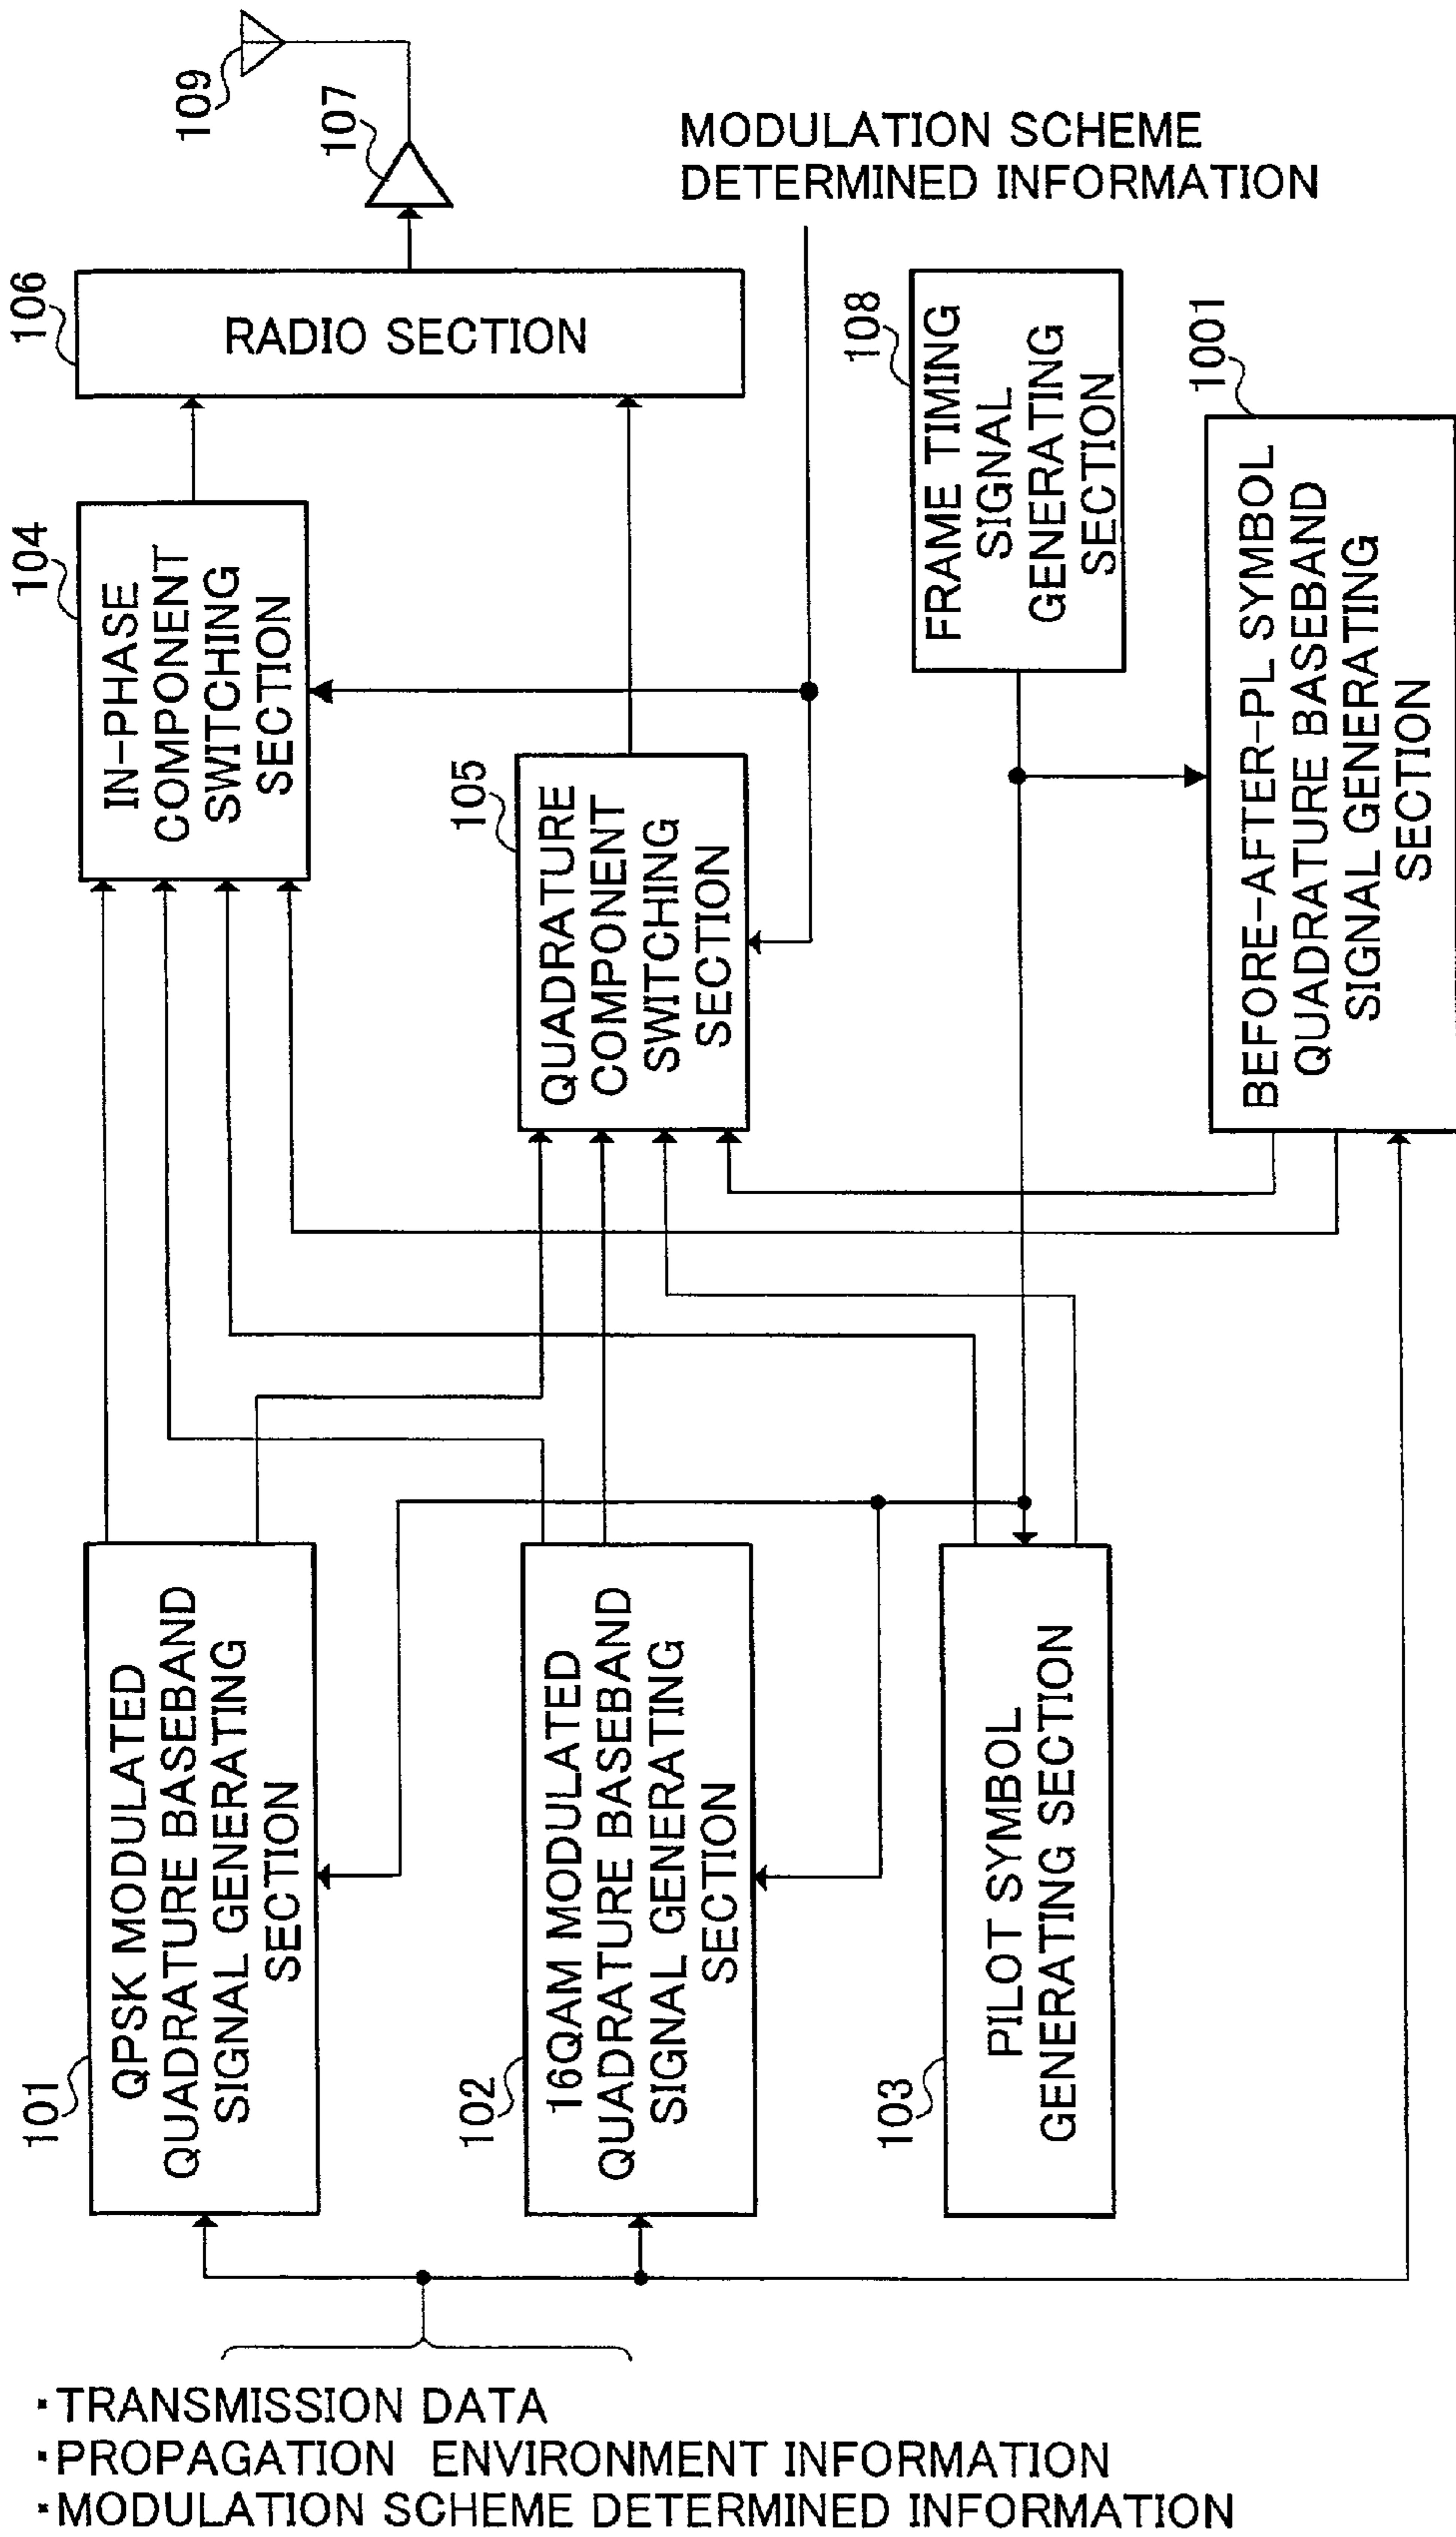 109
107
MODULATION SCHEME
DETERMINED INFORMATION
106
RADIO SECTION
108
FRAME TIMING
SIGNAL
GENERATING
SECTION
104
IN-PHASE
COMPONENT
SWITCHING
SECTION
105
QUADRATURE
COMPONENT
SWITCHING
SECTION
1001
BEFORE-AFTER-PL SYMBOL
QUADRATURE BASEBAND
SIGNAL GENERATING
SECTION
101
QPSK MODULATED
QUADRATURE BASEBAND
SIGNAL GENERATING
SECTION
102
16QAM MODULATED
QUADRATURE BASEBAND
SIGNAL GENERATING
SECTION
103
PILOT SYMBOL
GENERATING SECTION
·TRANSMISSION DATA
·PROPAGATION ENVIRONMENT INFORMATION
·MODULATION SCHEME DETERMINED INFORMATION